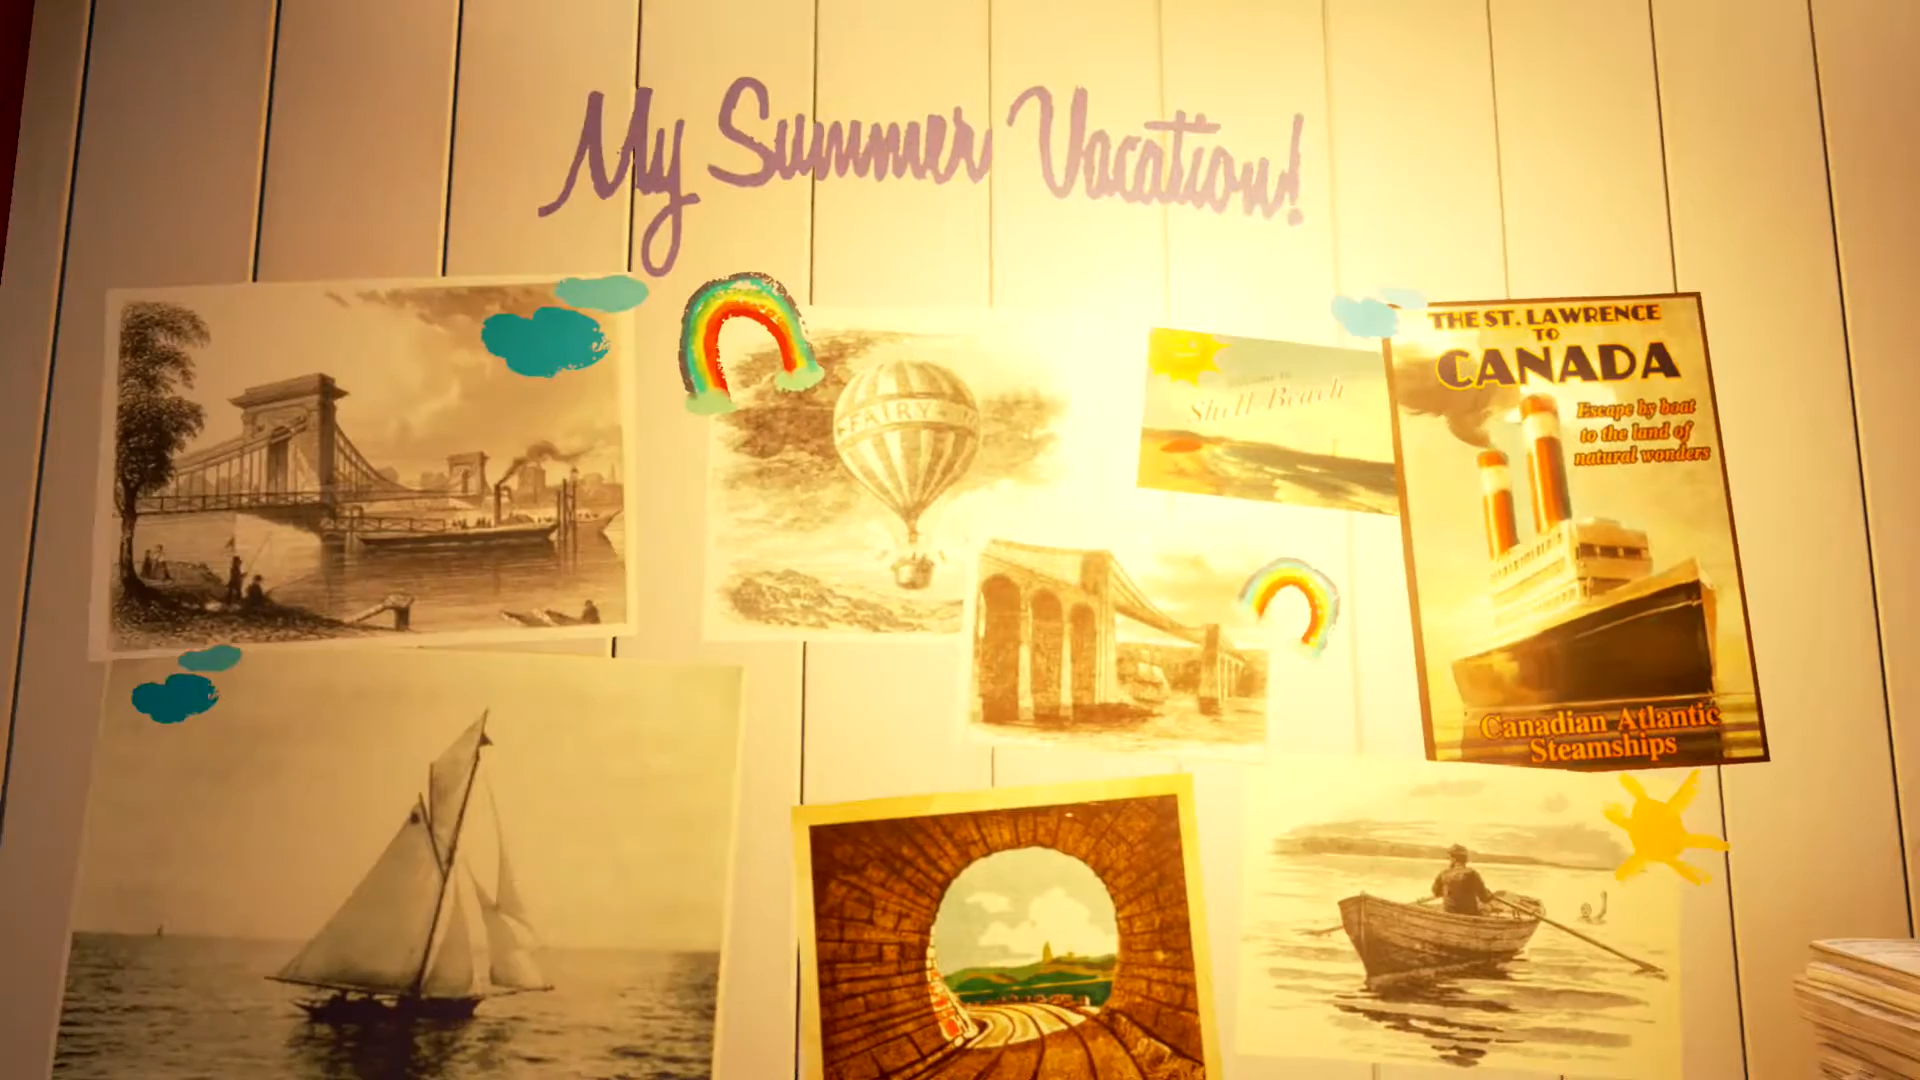 My Summer Vacation!
FAIRY
Shell Beach
THE ST. LAWRENCE
TO
CANADA
Escape by boat
to the land of
natural wonders
Canadian Atlantic
Steamships